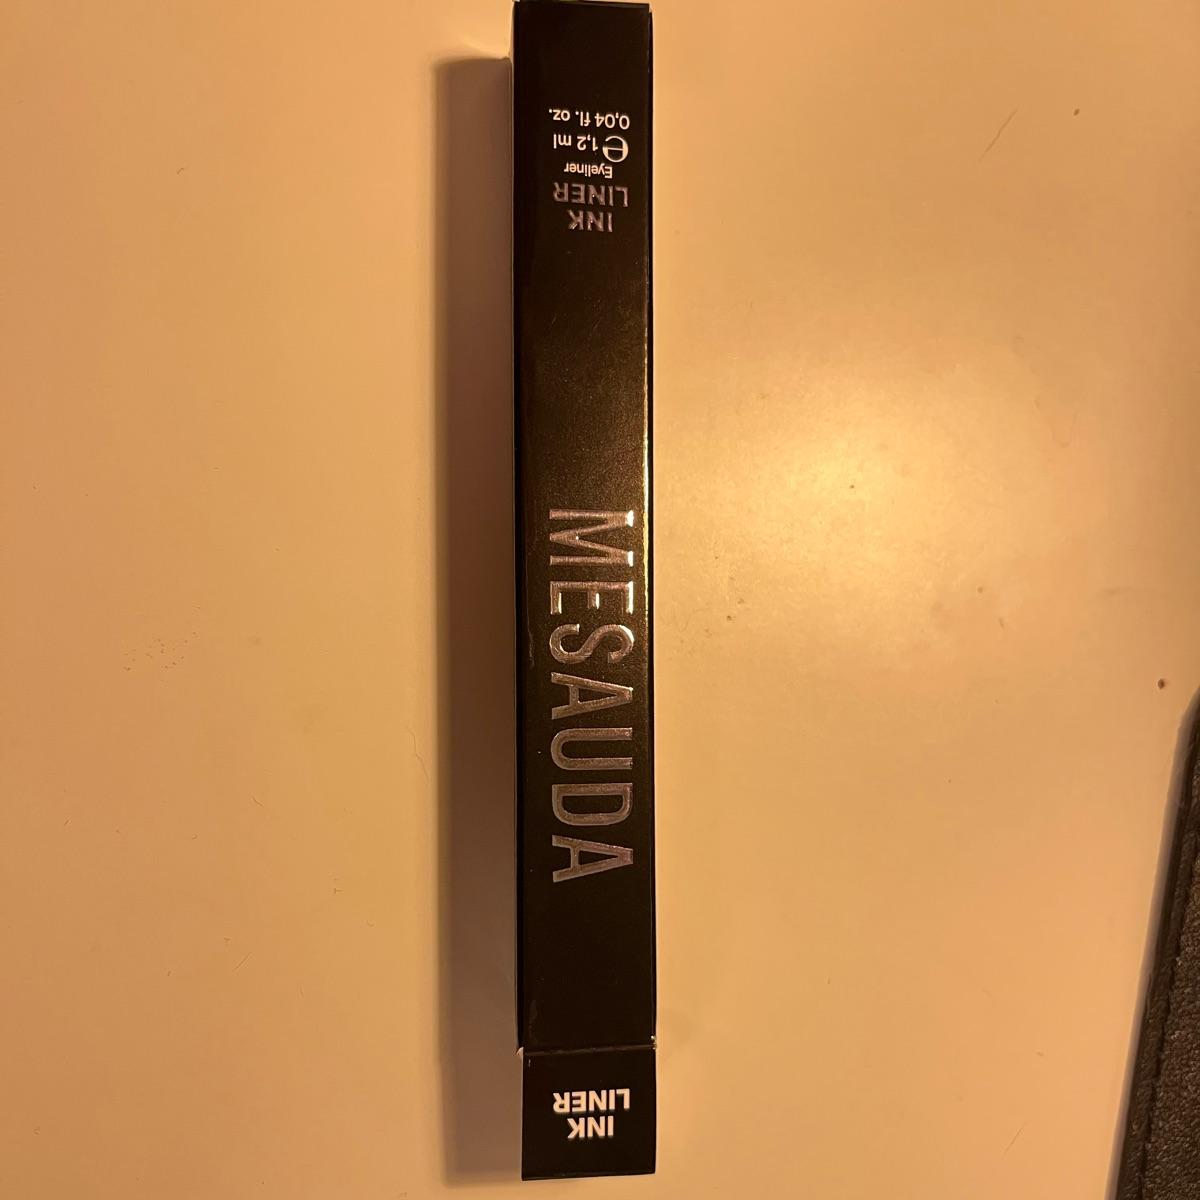 INK
LINER
MESAUDA
INK
LINER
Eyeliner
℮ 1,2 ml
0,04 fl. oz.